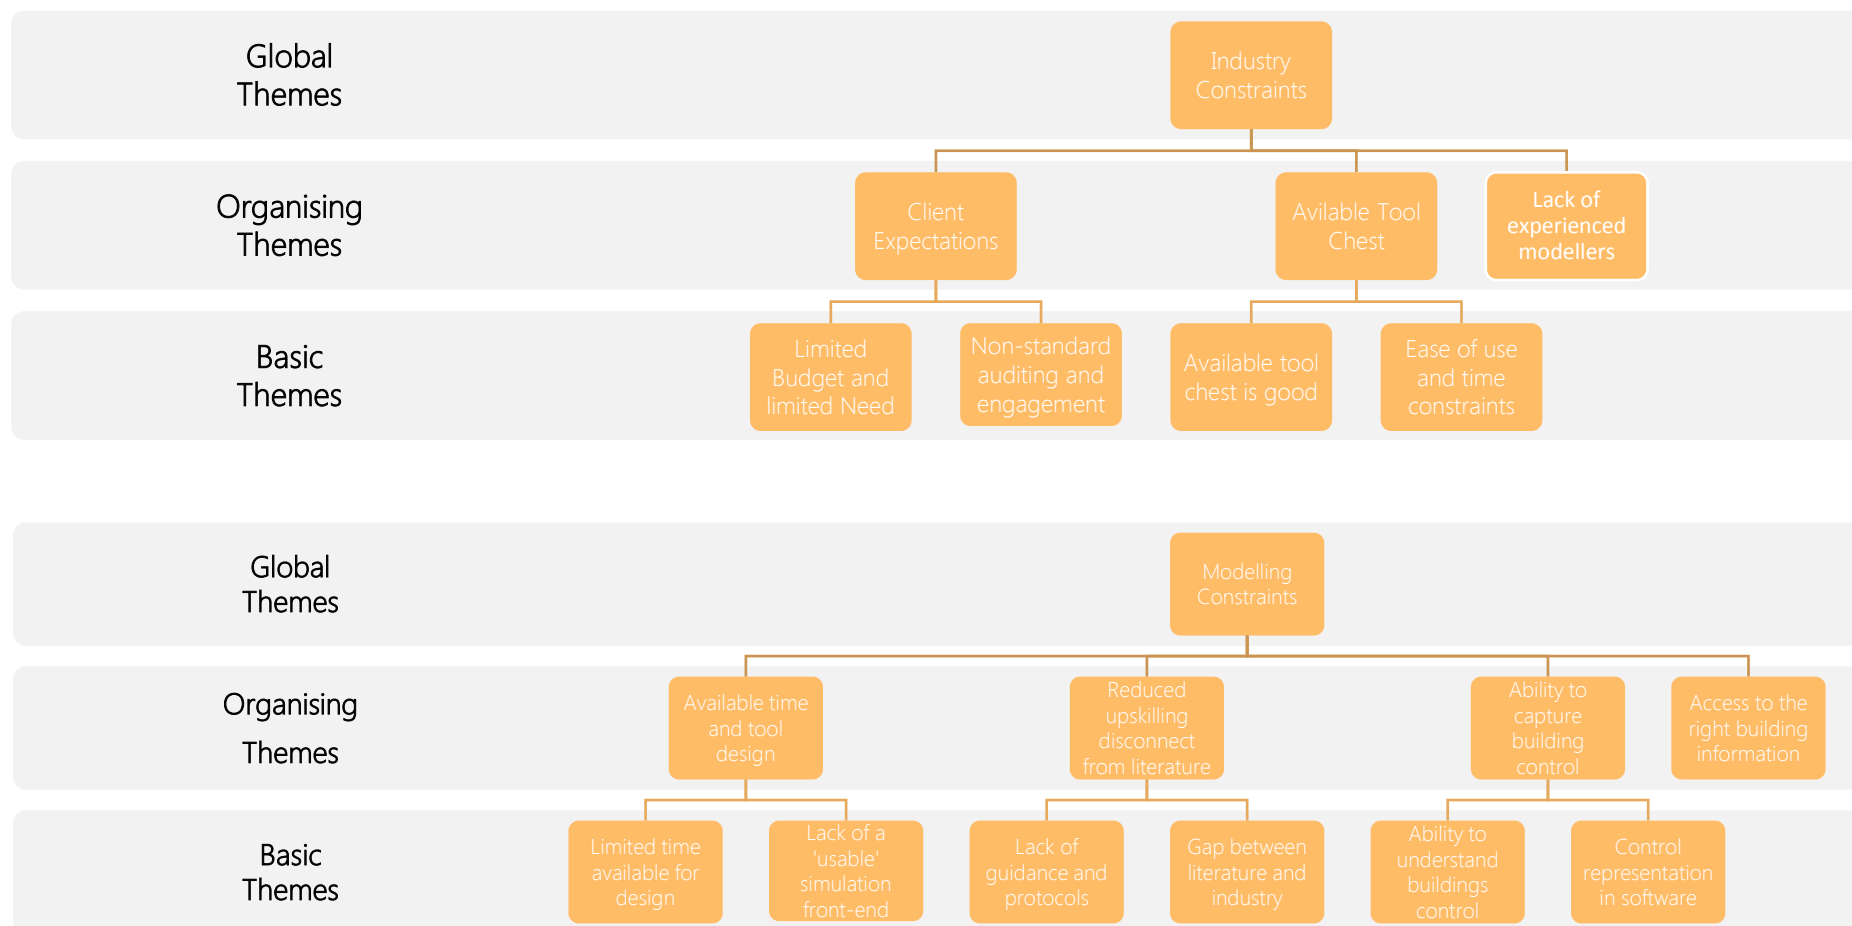 Global
Themes
Industry
Constraints
Organising
Themes
Client
Expectations
Avilable Tool
Chest
Lack of
experienced
modellers
Basic
Themes
Limited
Budget and
limited Need
Non-standard
auditing and
engagement
Available tool
chest is good
Ease of use
and time
constraints
Global
Themes
Modelling
Constraints
Organising
Themes
Available time
and tool
design
Reduced
upskilling
disconnect
from literature
Ability to
capture
building
control
Access to the
right building
information
Basic
Themes
Limited time
available for
design
Lack of a
'usable'
simulation
front-end
Lack of
guidance and
protocols
Gap between
literature and
industry
Ability to
understand
buildings
control
Control
representation
in software